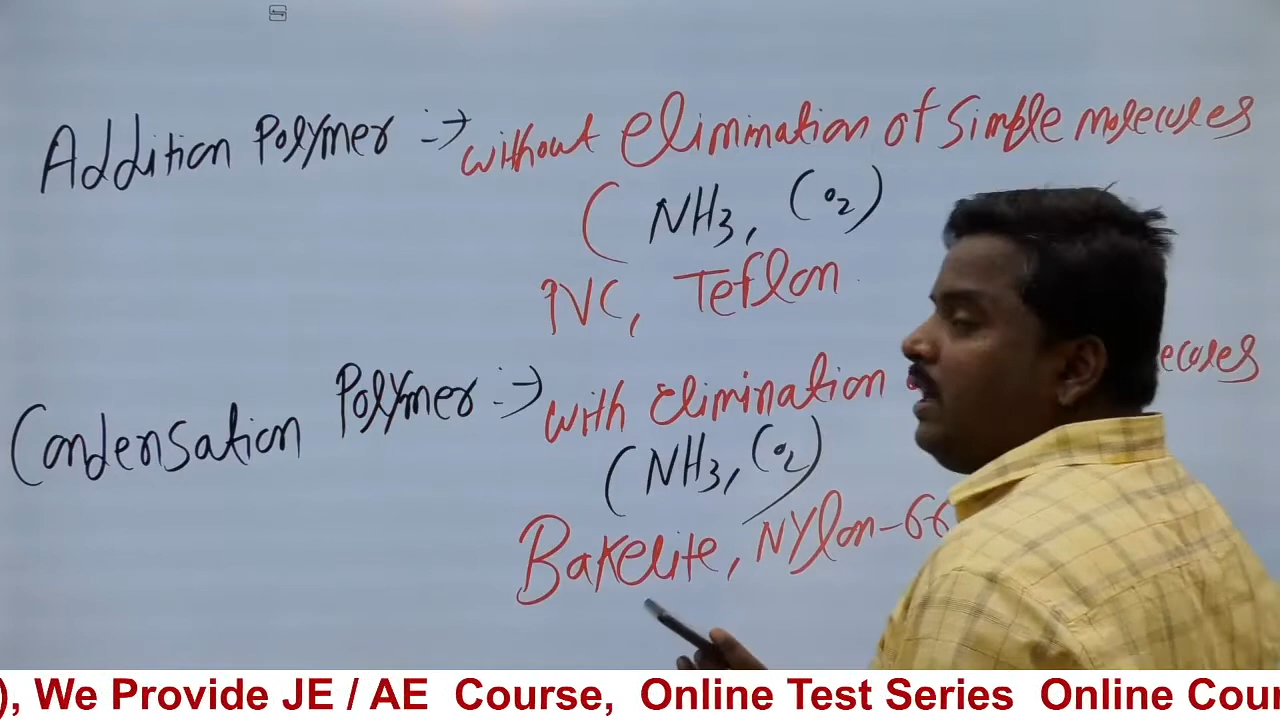 Addition Polymer :→ without elimination of simple molecules
( NH3, (O2)
PVC, Teflon
Condensation Polymer :→ with elimination ecules
(NH3, (O2)
Bakelite, Nylon-66
), We Provide JE / AE Course, Online Test Series Online Cour